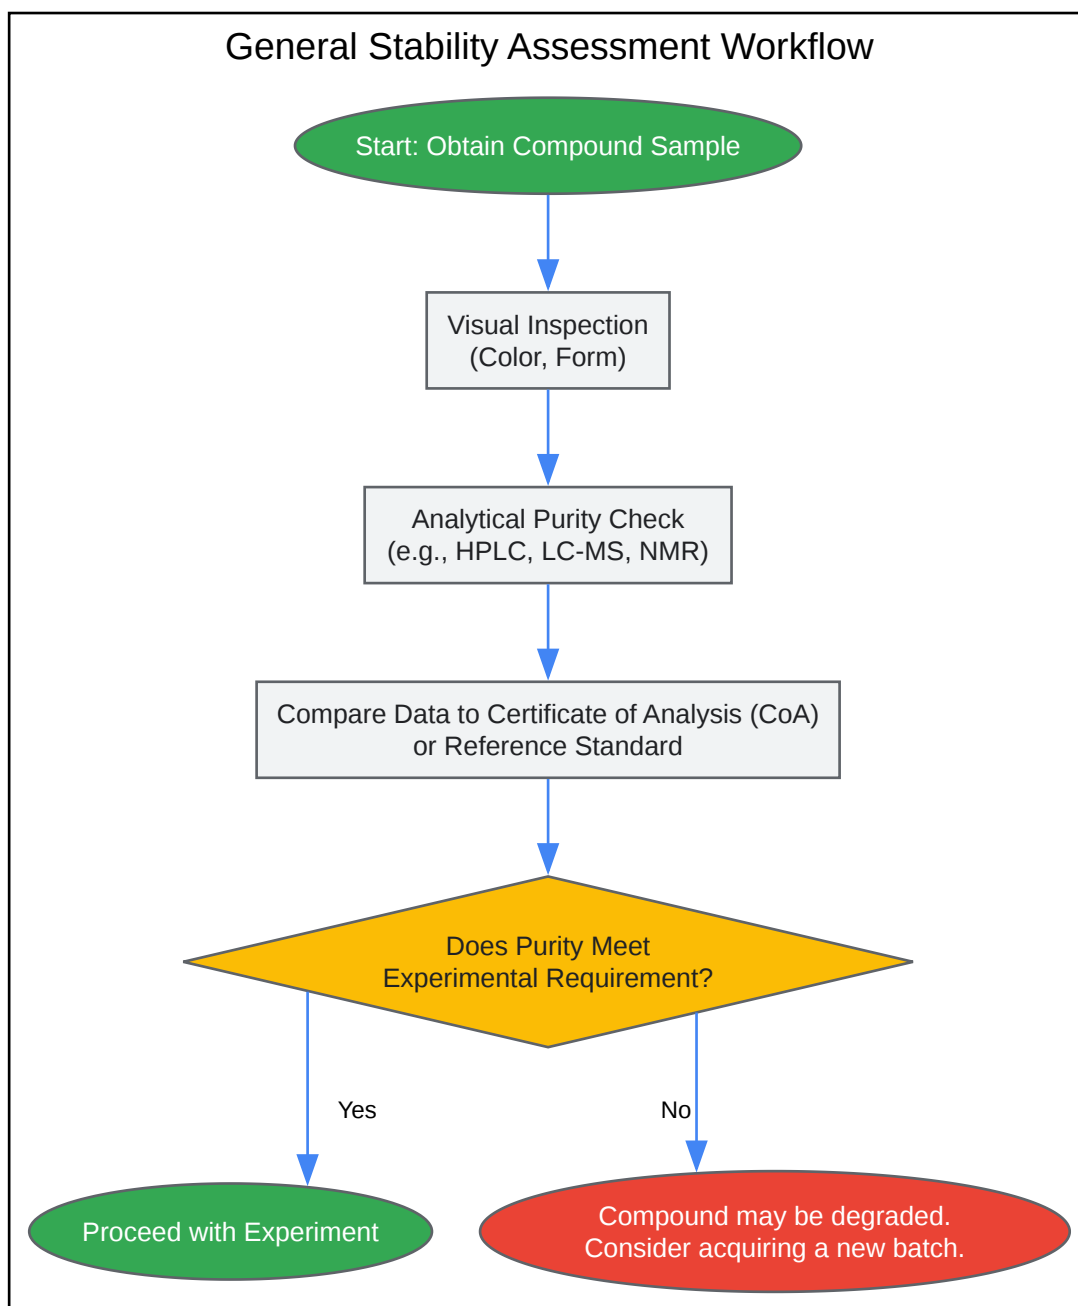 General Stability Assessment Workflow
Start: Obtain Compound Sample
Visual Inspection
(Color, Form)
Analytical Purity Check
(e.g., HPLC, LC-MS, NMR)
Compare Data to Certificate of Analysis (CoA)
or Reference Standard
Does Purity Meet
Experimental Requirement?
Yes
No
Proceed with Experiment
Compound may be degraded.
Consider acquiring a new batch.